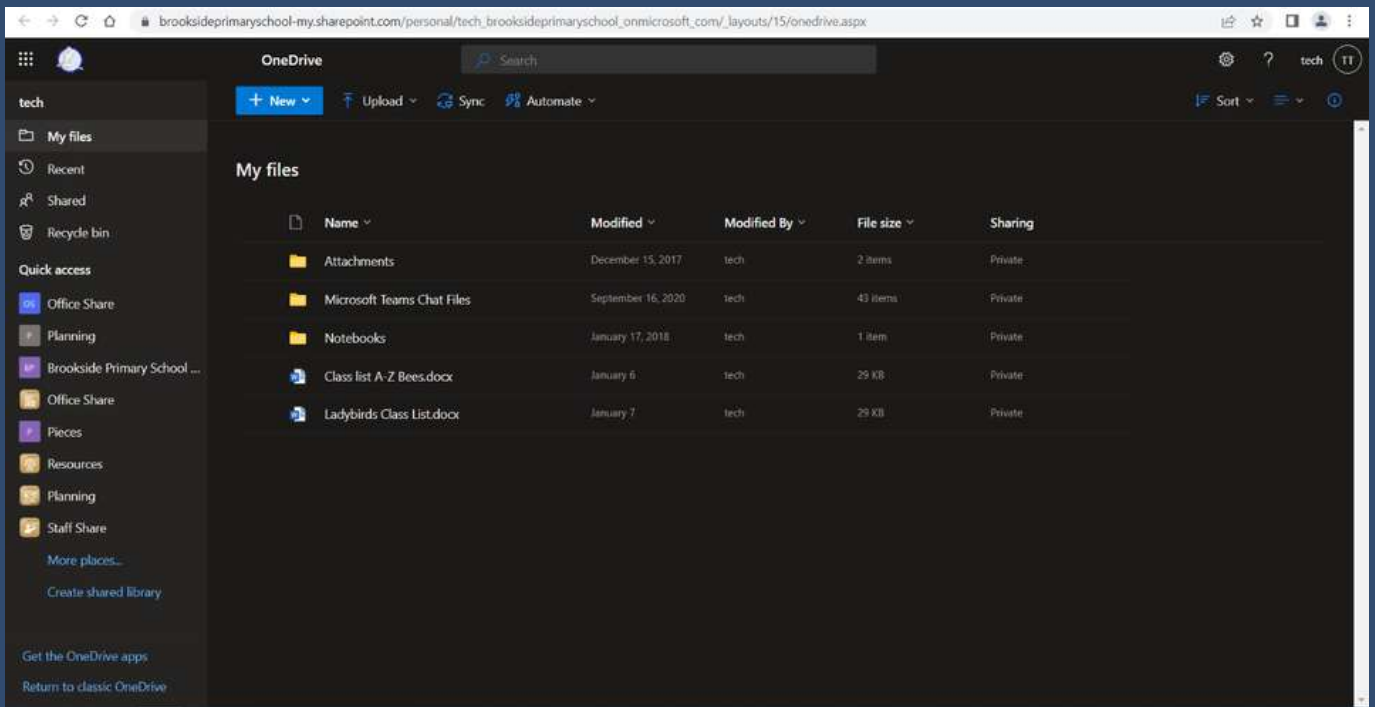 brooksideprimaryschool-my.sharepoint.com/personal/tech_brooksideprimaryschool_onmicrosoft_com/_layouts/15/onedrive.aspx
OneDrive
Search
tech
TT
tech
New
Upload
Sync
Automate
Sort
My files
Recent
Shared
Recycle bin
Quick access
OS Office Share
P Planning
BP Brookside Primary School ...
Office Share
P Pieces
Resources
Planning
Staff Share
More places...
Create shared library
Get the OneDrive apps
Return to classic OneDrive
My files
Name Modified Modified By File size Sharing
Attachments December 15, 2017 tech 2 items Private
Microsoft Teams Chat Files September 16, 2020 tech 43 items Private
Notebooks January 17, 2018 tech 1 item Private
Class list A-Z Bees.docx January 6 tech 29 KB Private
Ladybirds Class List.docx January 7 tech 29 KB Private